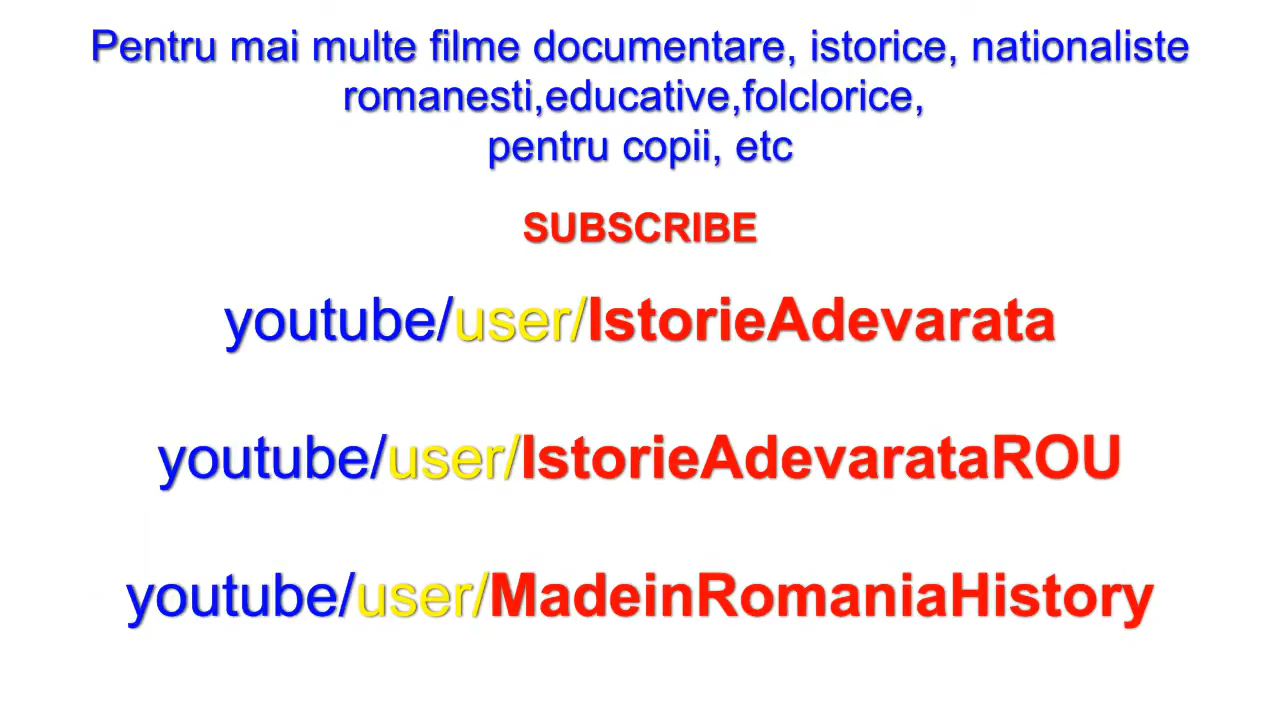 Pentru mai multe filme documentare, istorice, nationaliste
romanesti,educative,folclorice,
pentru copii, etc
SUBSCRIBE
youtube/user/IstorieAdevarata
youtube/user/IstorieAdevarataROU
youtube/user/MadeinRomaniaHistory